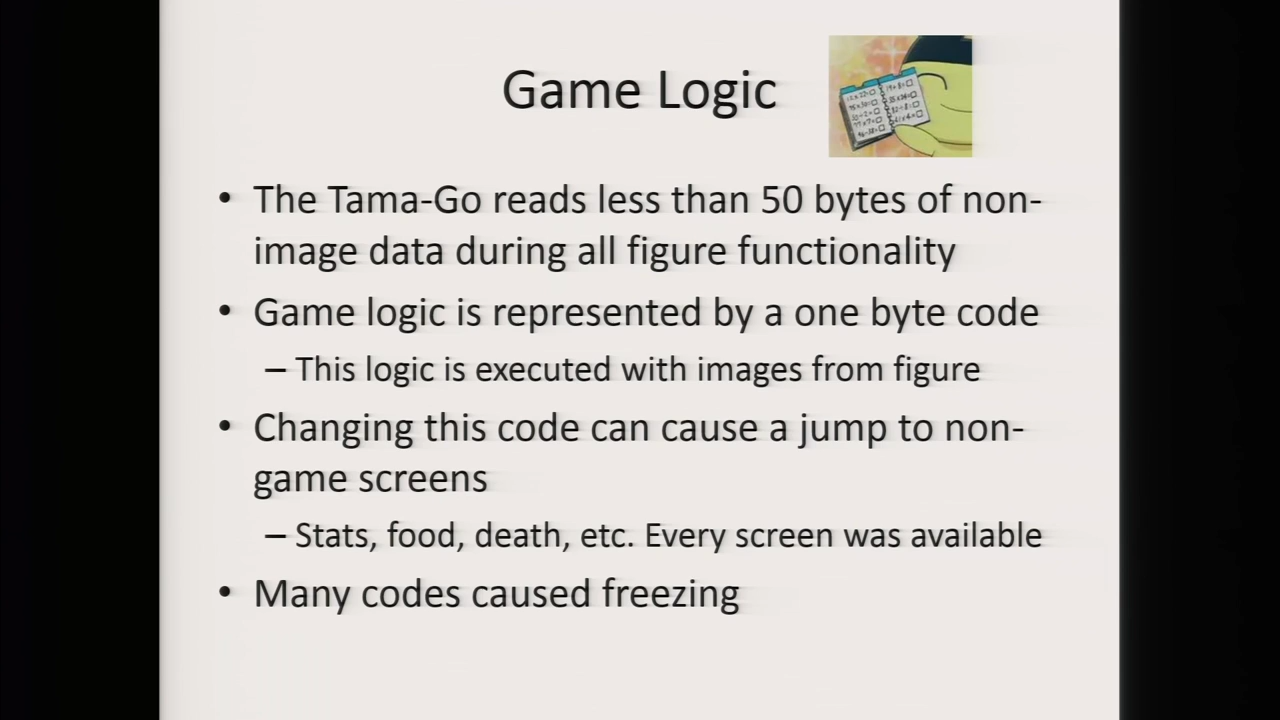 Game Logic
• The Tama-Go reads less than 50 bytes of non-
image data during all figure functionality
• Game logic is represented by a one byte code
– This logic is executed with images from figure
• Changing this code can cause a jump to non-
game screens
– Stats, food, death, etc. Every screen was available
• Many codes caused freezing